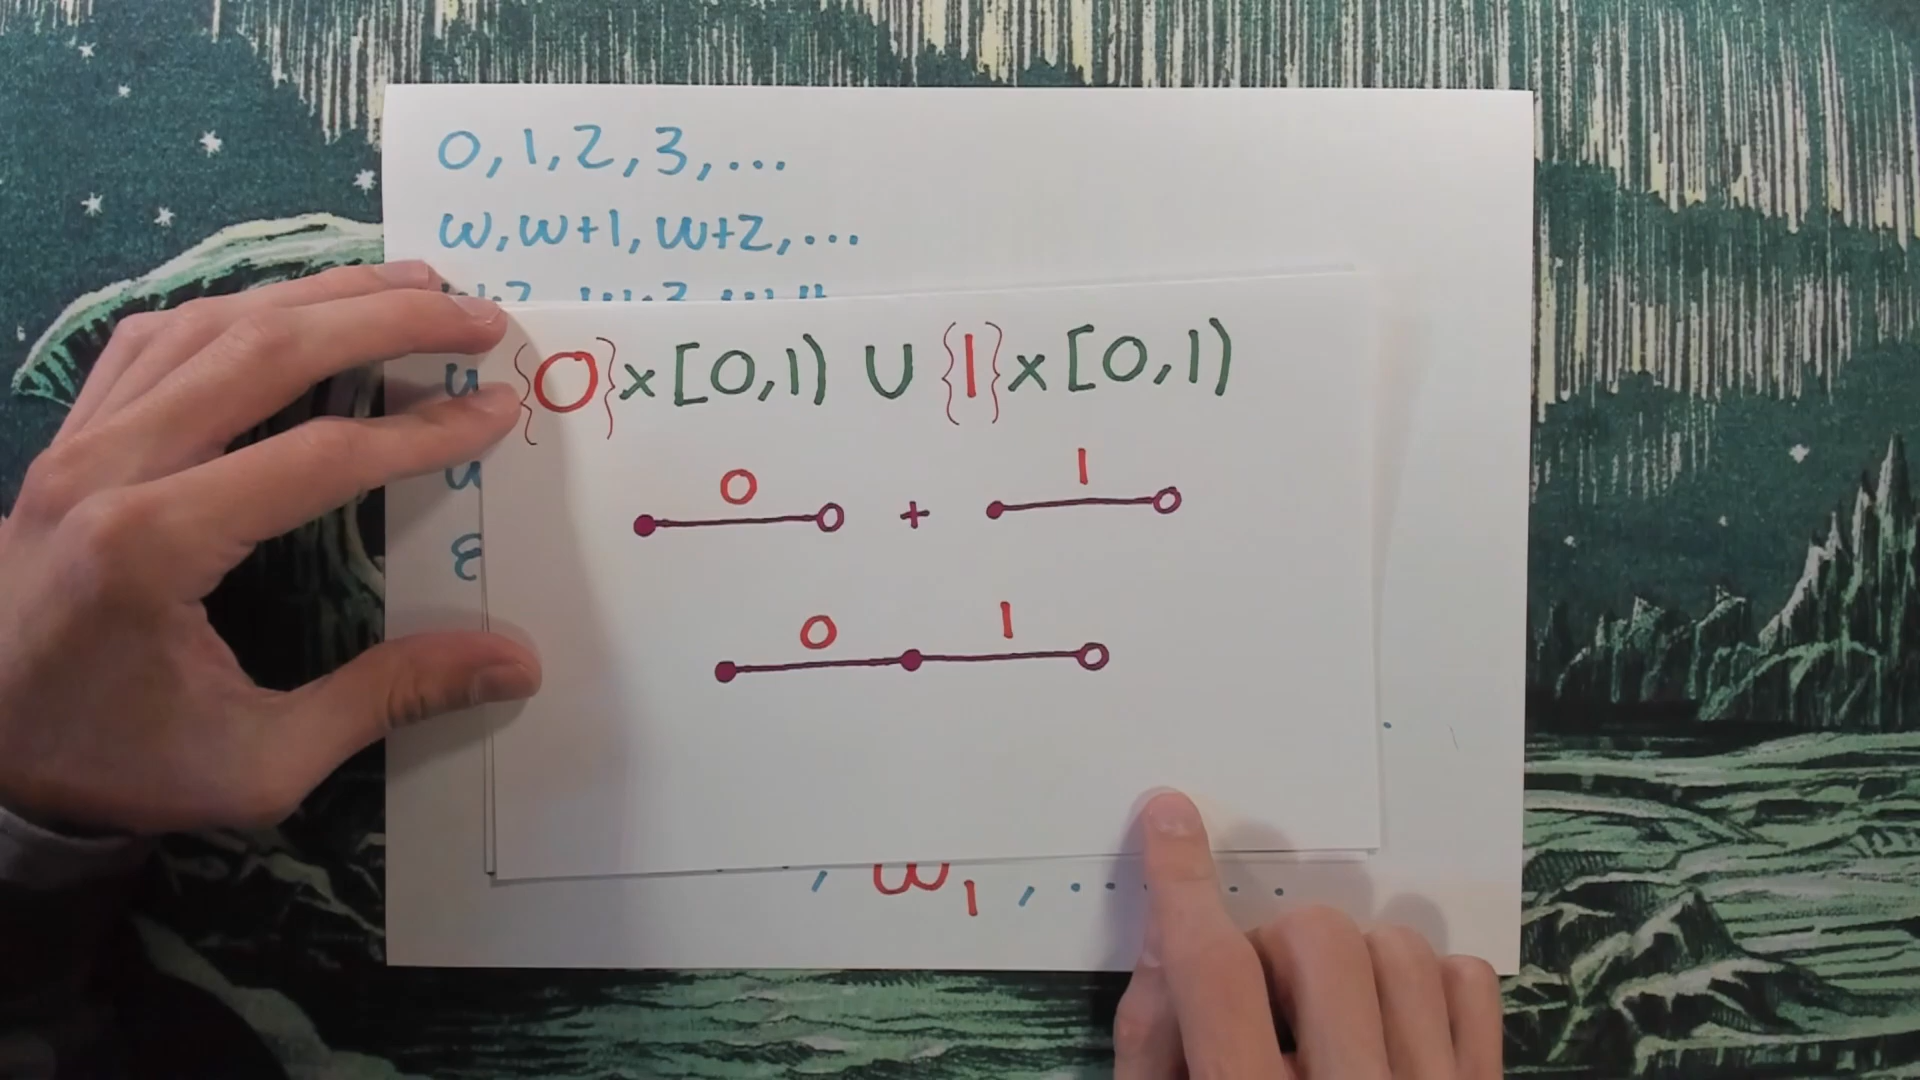 0, 1, 2, 3, ...
ω, ω+1, ω+2, ...
{0} x [0,1) ∪ {1} x [0,1)
0 + 1
0 1
ε
, ω₁, .......